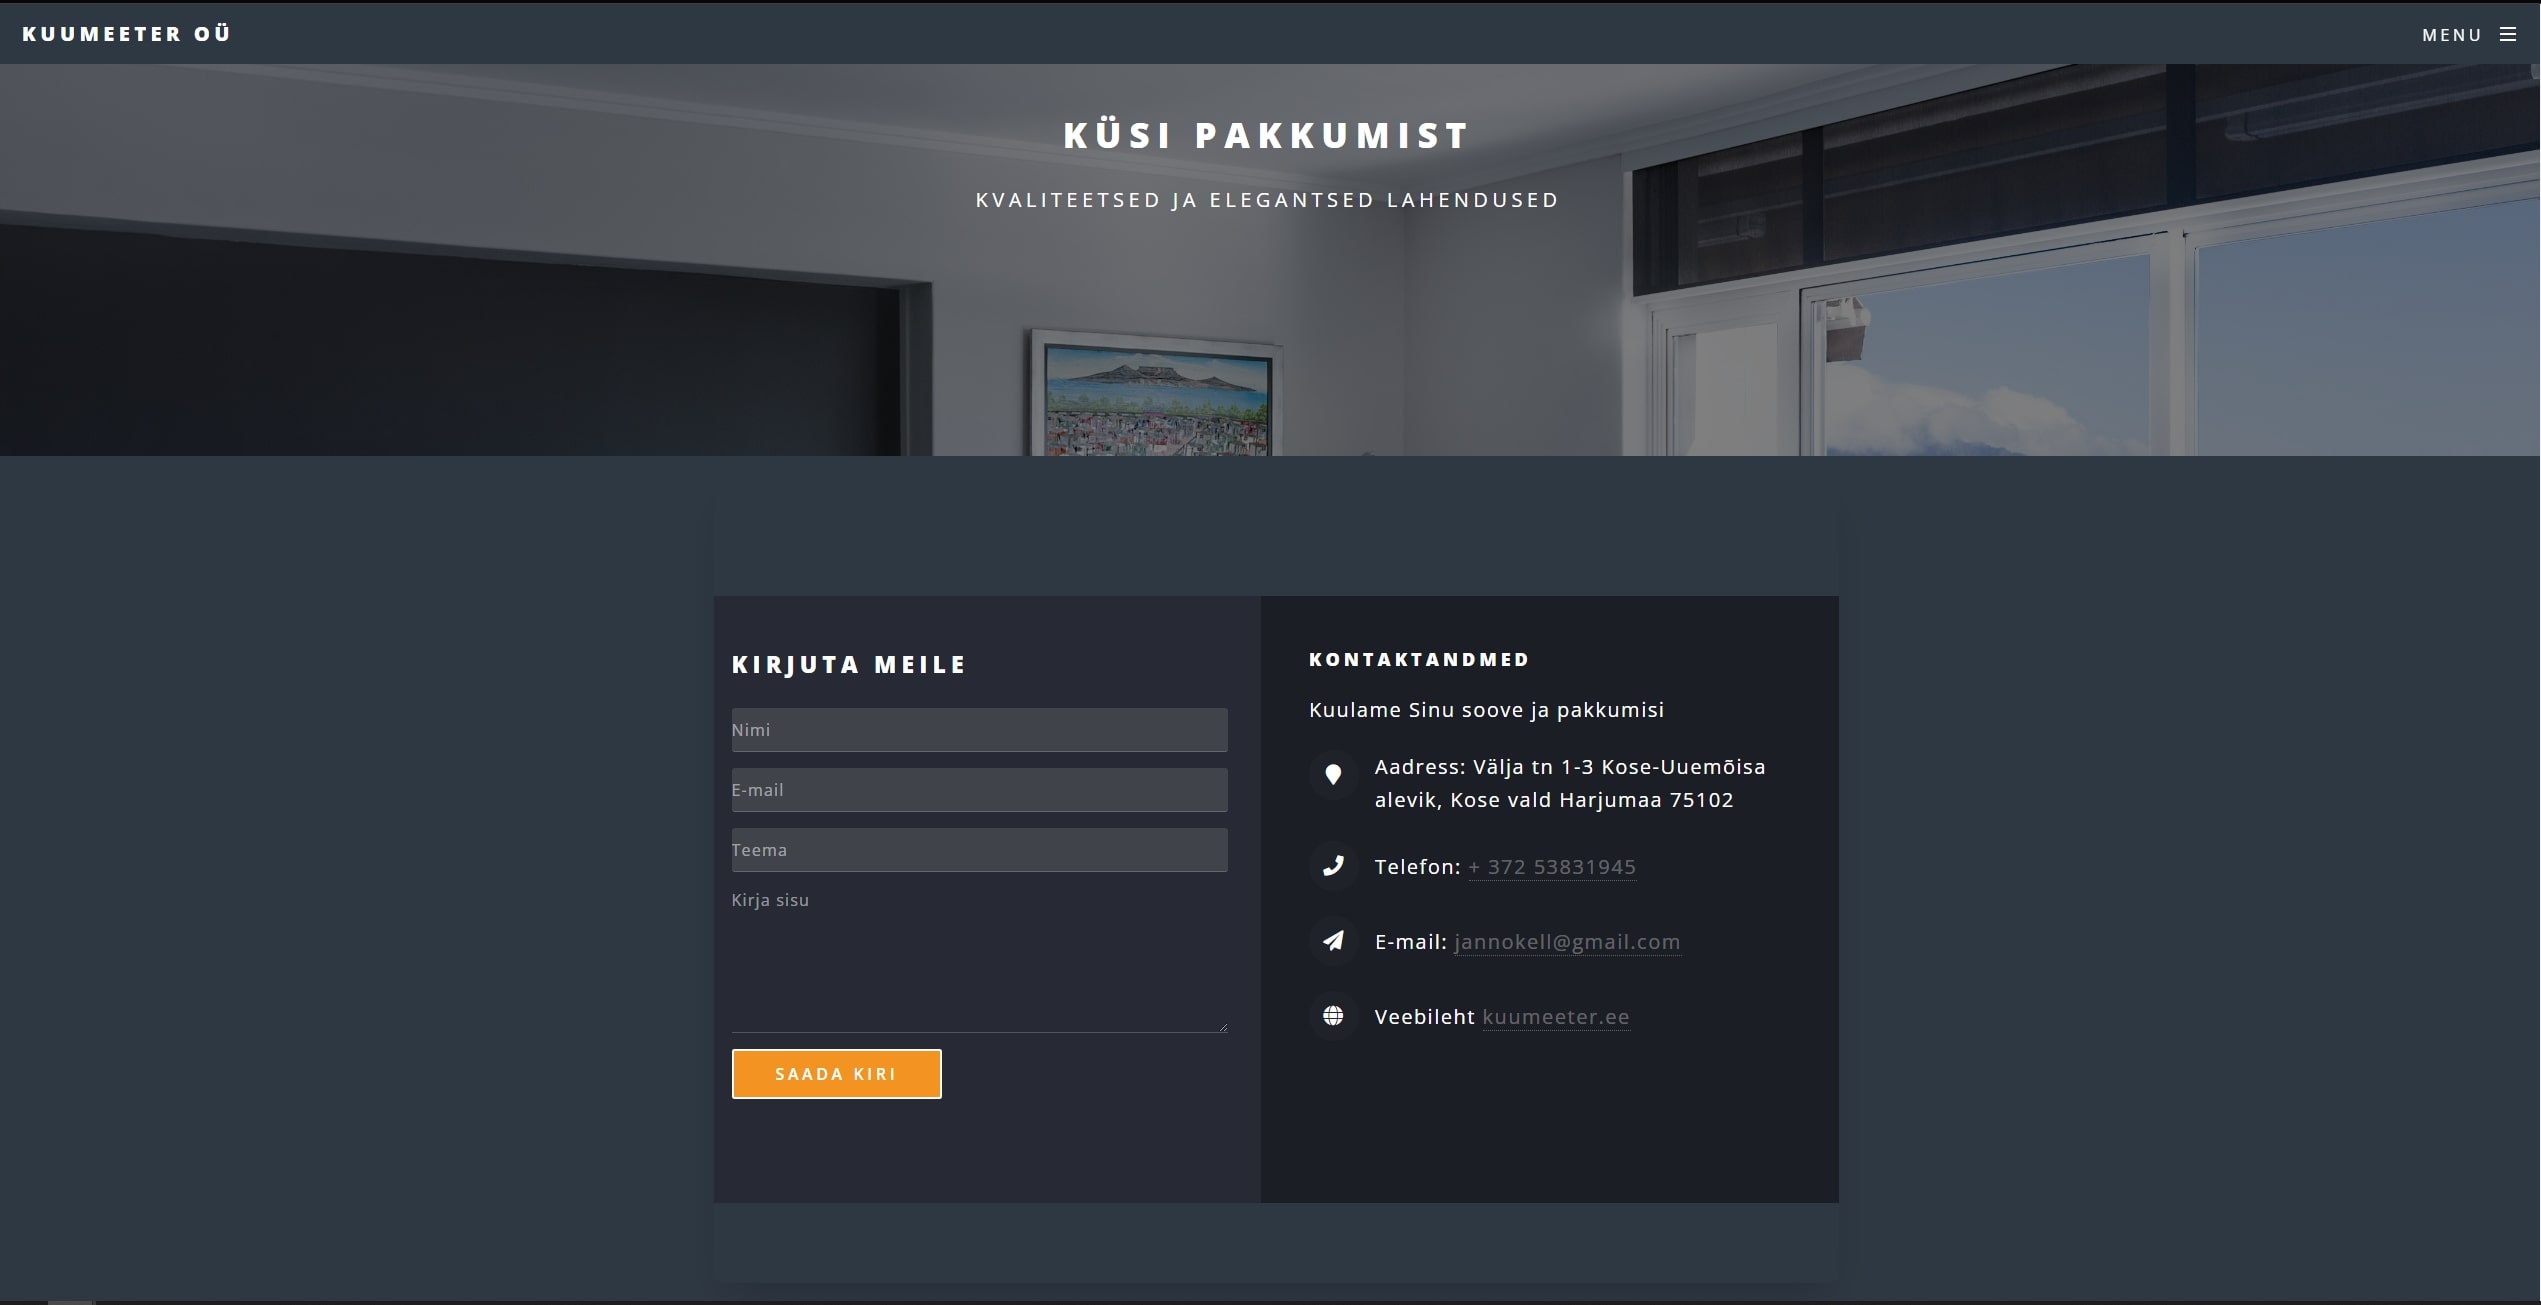 KUUMEETER OÜ
MENU
KÜSI PAKKUMIST
KVALITEETSED JA ELEGANTSED LAHENDUSED
KIRJUTA MEILE
Nimi
E-mail
Teema
Kirja sisu
SAADA KIRI
KONTAKTANDMED
Kuulame Sinu soove ja pakkumisi
Aadress: Välja tn 1-3 Kose-Uuemõisa
alevik, Kose vald Harjumaa 75102
Telefon: + 372 53831945
E-mail: jannokell@gmail.com
Veebileht kuumeeter.ee